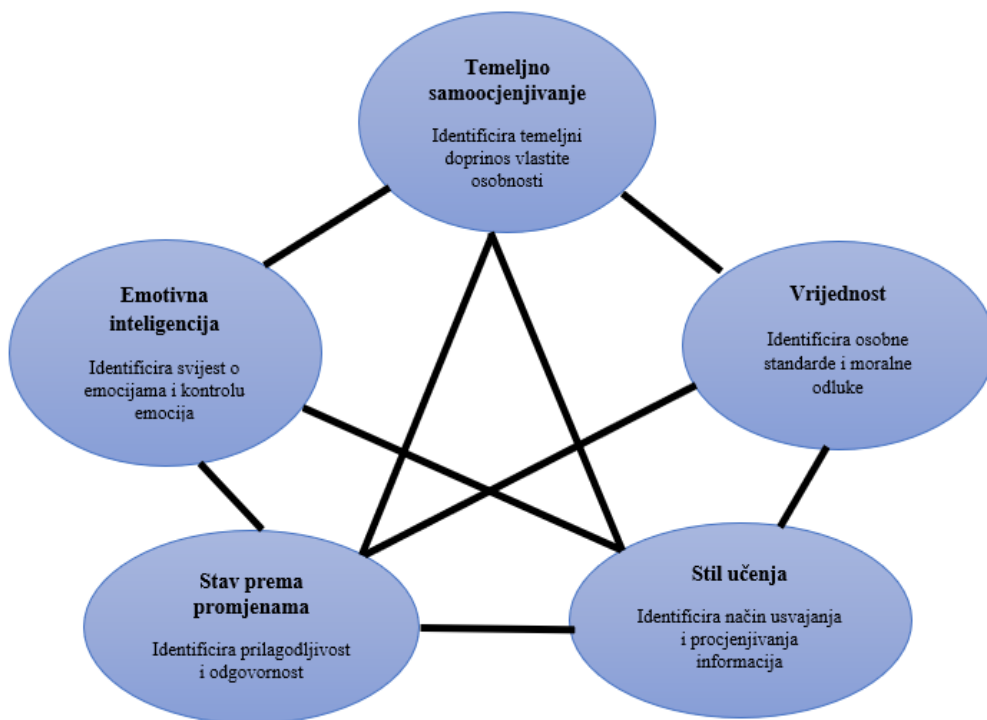 Temeljno
samoocjenjivanje
Identificira temeljni
doprinos vlastite
osobnosti
Emotivna
inteligencija
Identificira svijest o
emocijama i kontrolu
emocija
Vrijednost
Identificira osobne
standarde i moralne
odluke
Stav prema
promjenama
Identificira prilagodljivost
i odgovornost
Stil učenja
Identificira način usvajanja
i procjenjivanja
informacija